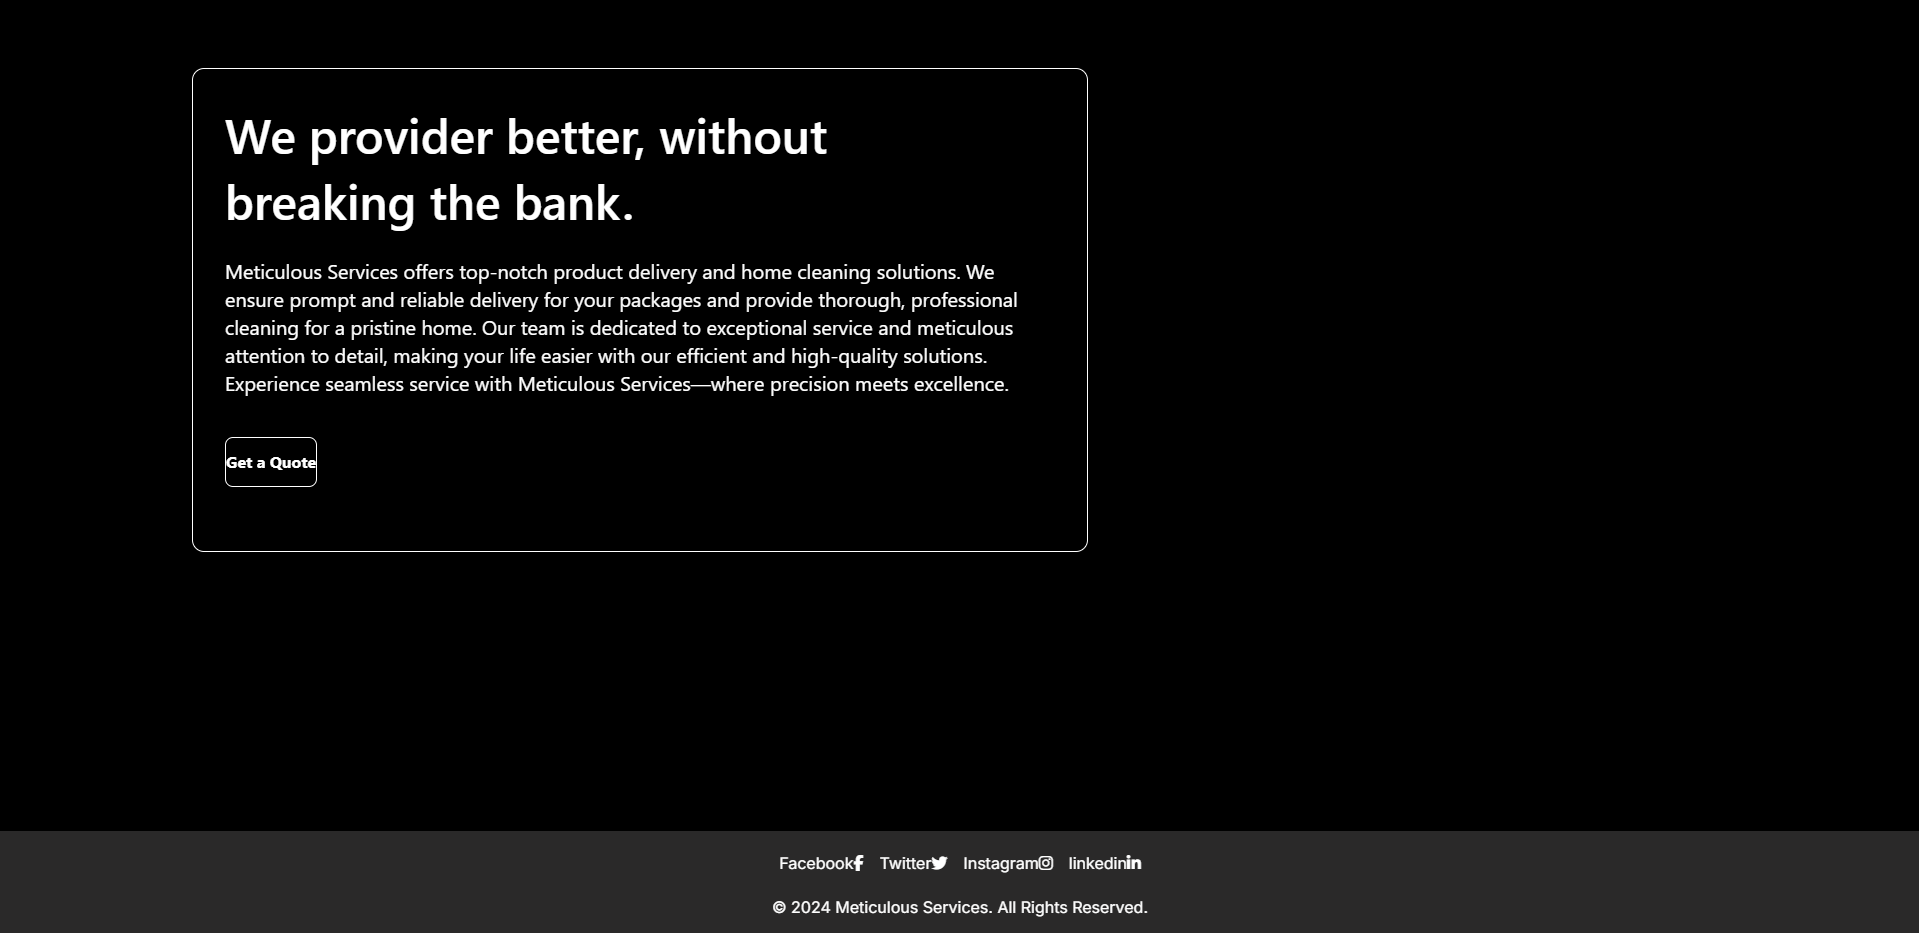 We provider better, without
breaking the bank.
Meticulous Services offers top-notch product delivery and home cleaning solutions. We
ensure prompt and reliable delivery for your packages and provide thorough, professional
cleaning for a pristine home. Our team is dedicated to exceptional service and meticulous
attention to detail, making your life easier with our efficient and high-quality solutions.
Experience seamless service with Meticulous Services—where precision meets excellence.
Get a Quote
Facebook Twitter Instagram linkedin
© 2024 Meticulous Services. All Rights Reserved.